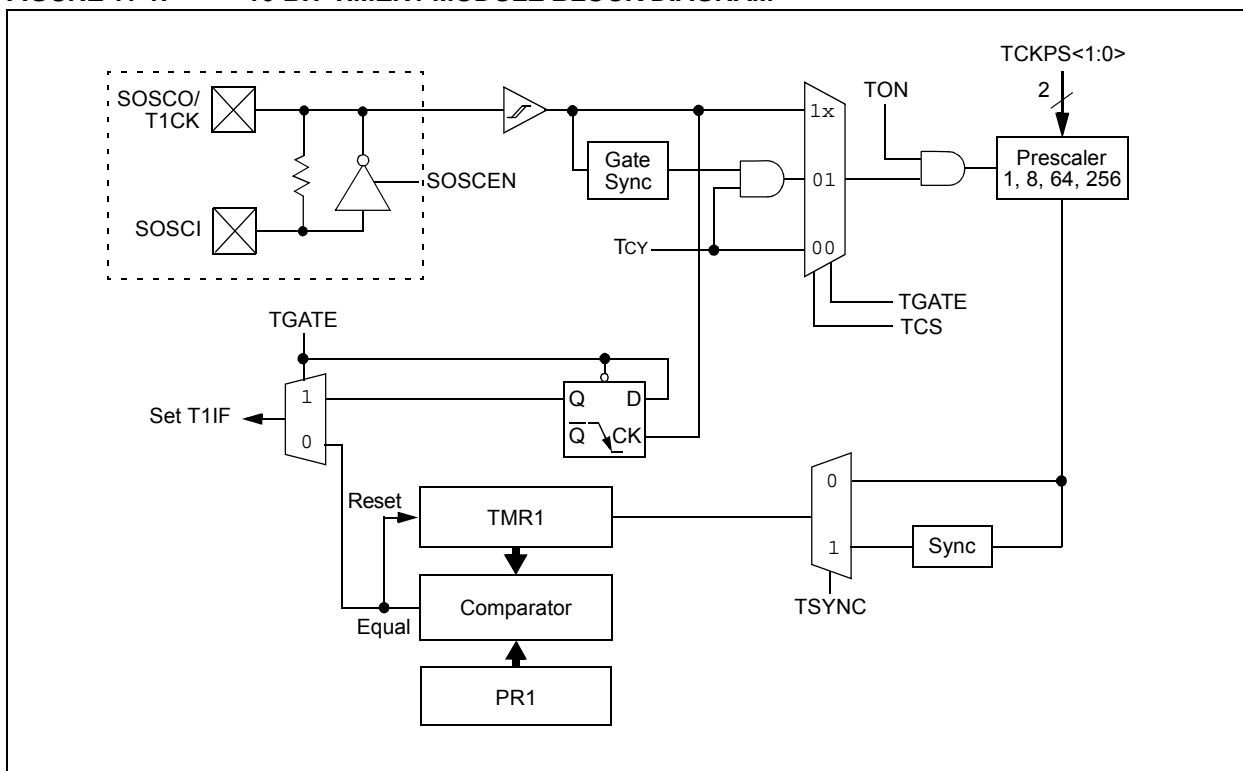 TCKPS<1:0>
SOSCO/
T1CK
TON
2
1x
Prescaler
1, 8, 64, 256
Gate
Sync
SOSCEN
01
SOSCI
TCY
00
TGATE
TCS
TGATE
1
Q
D
Set T1IF
0
Q
CK
Reset
TMR1
0
1
Sync
Comparator
Equal
TSYNC
PR1